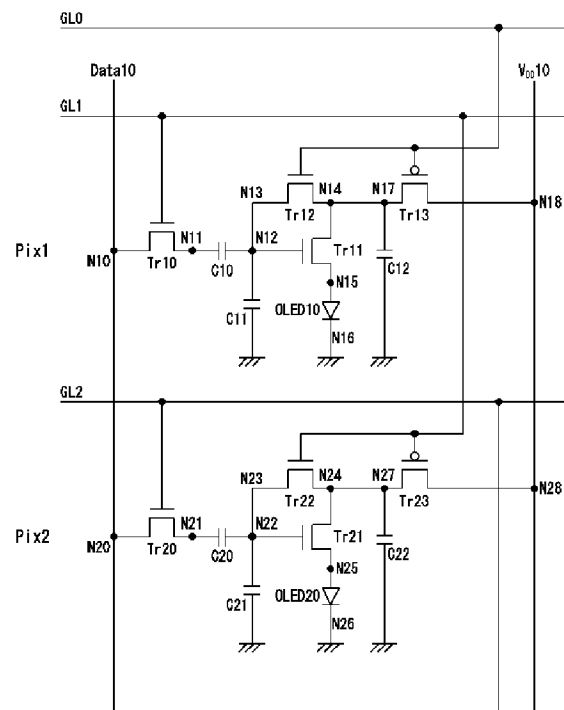 GL0
Data10
VDD10
GL1
N13
N14
N17
N18
Tr12
Tr13
Pix1
N10
N11
N12
Tr10
C10
Tr11
N15
C12
C11
OLED10
N16
GL2
N23
N24
N27
N28
Tr22
Tr23
Pix2
N20
N21
N22
Tr20
C20
Tr21
N25
C22
C21
OLED20
N26